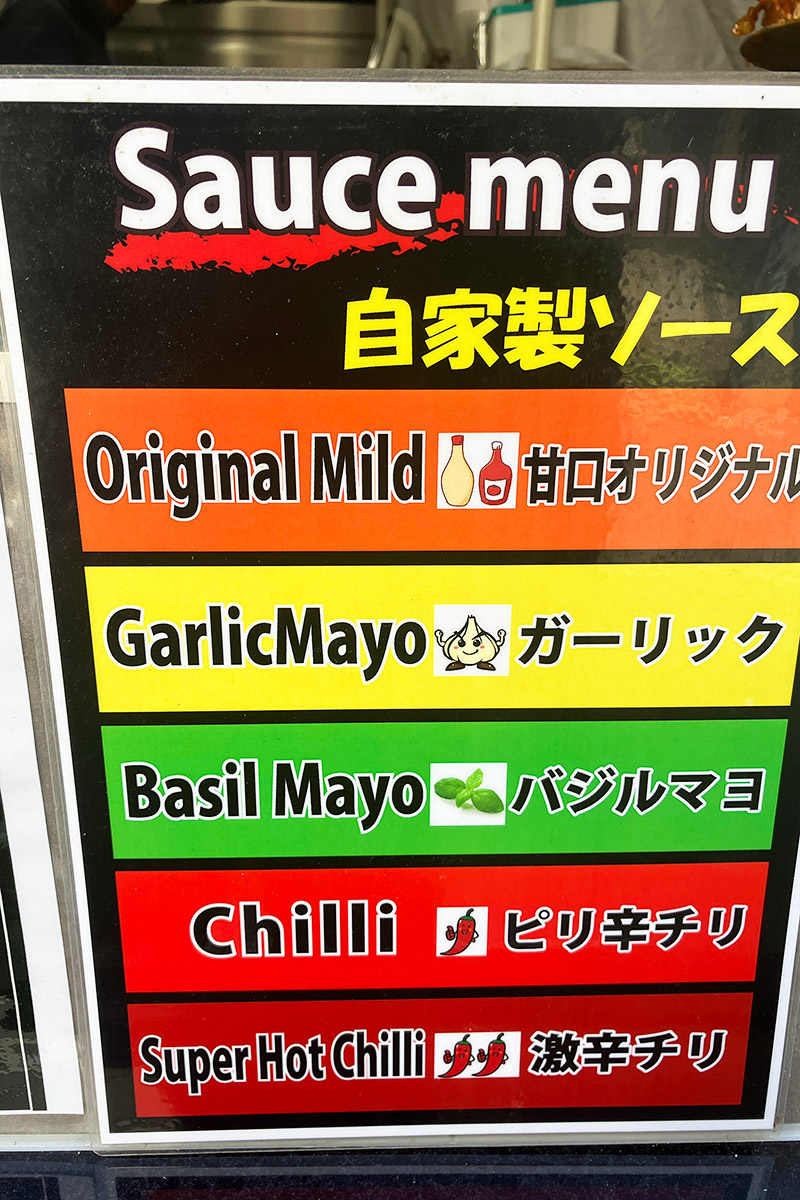 Sauce menu
自家製ソース
Original Mild 甘口オリジナル
GarlicMayo ガーリック
Basil Mayo バジルマヨ
Chilli ピリ辛チリ
Super Hot Chilli 激辛チリ